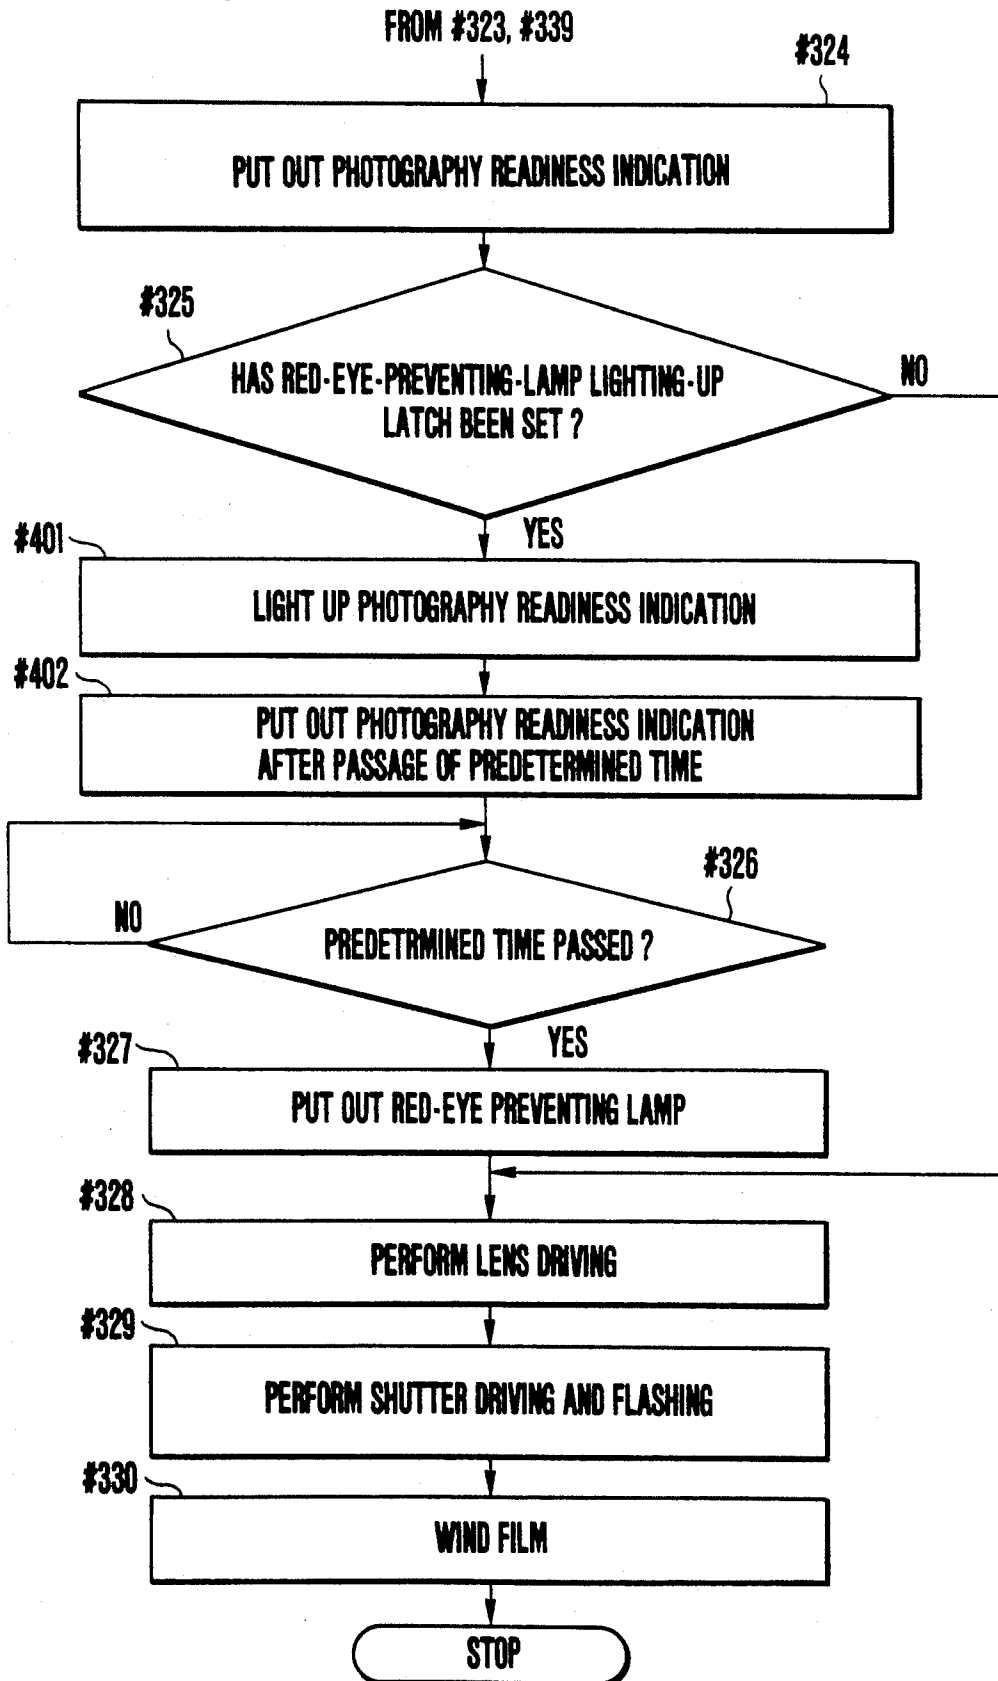 FROM #323, #339
#324
PUT OUT PHOTOGRAPHY READINESS INDICATION
#325
HAS RED-EYE-PREVENTING-LAMP LIGHTING-UP
LATCH BEEN SET ?
NO
YES
#401
LIGHT UP PHOTOGRAPHY READINESS INDICATION
#402
PUT OUT PHOTOGRAPHY READINESS INDICATION
AFTER PASSAGE OF PREDETERMINED TIME
#326
NO
PREDETRMINED TIME PASSED ?
YES
#327
PUT OUT RED-EYE PREVENTING LAMP
#328
PERFORM LENS DRIVING
#329
PERFORM SHUTTER DRIVING AND FLASHING
#330
WIND FILM
STOP